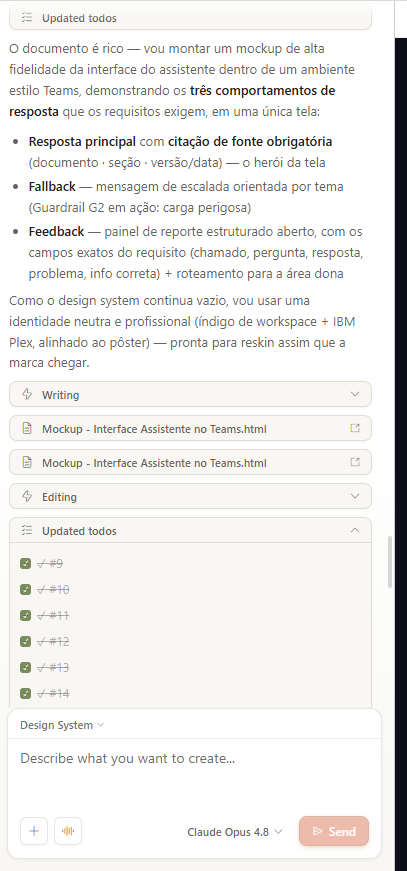 Updated todos
O documento é rico — vou montar um mockup de alta
fidelidade da interface do assistente dentro de um ambiente
estilo Teams, demonstrando os três comportamentos de
resposta que os requisitos exigem, em uma única tela:
• Resposta principal com citação de fonte obrigatória
(documento · seção · versão/data) — o herói da tela
• Fallback — mensagem de escalada orientada por tema
(Guardrail G2 em ação: carga perigosa)
• Feedback — painel de reporte estruturado aberto, com os
campos exatos do requisito (chamado, pergunta, resposta,
problema, info correta) + roteamento para a área dona
Como o design system continua vazio, vou usar uma
identidade neutra e profissional (índigo de workspace + IBM
Plex, alinhado ao pôster) — pronta para reskin assim que a
marca chegar.
Writing
Mockup - Interface Assistente no Teams.html
Mockup - Interface Assistente no Teams.html
Editing
Updated todos
✓ #9
✓ #10
✓ #11
✓ #12
✓ #13
✓ #14
Design System
Describe what you want to create...
Claude Opus 4.8
Send